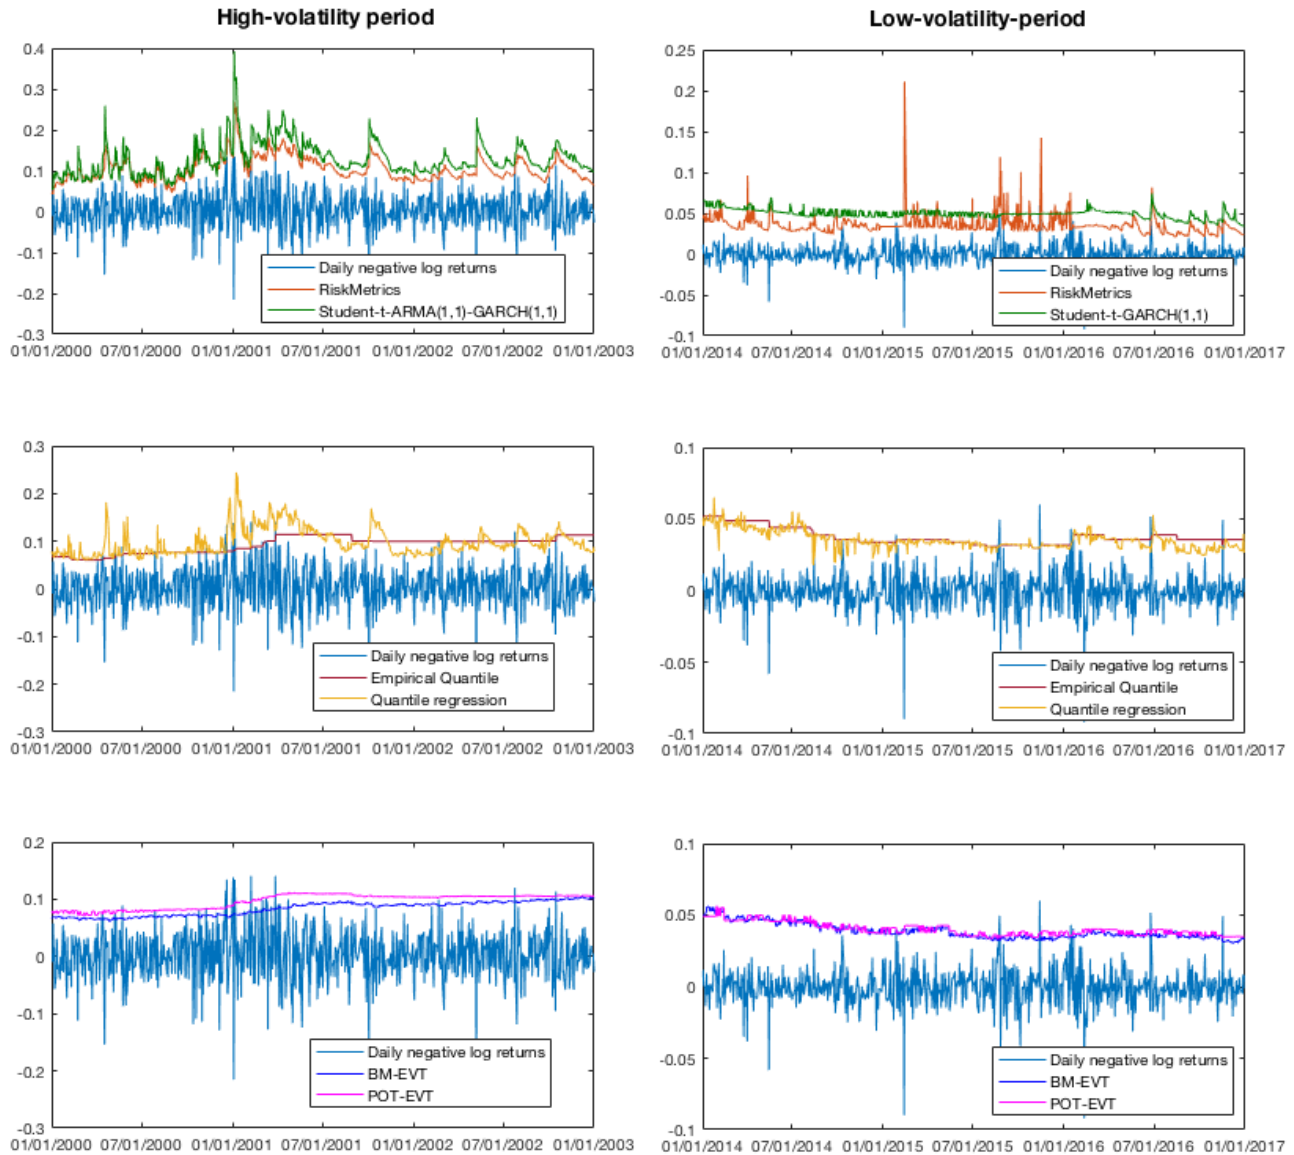 High-volatility period
Low-volatility-period
0.4
0.3
0.2
0.1
0
-0.1
-0.2
-0.3
Daily negative log returns
RiskMetrics
Student-t-ARMA(1,1)-GARCH(1,1)
01/01/2000 07/01/2000 01/01/2001 07/01/2001 01/01/2002 07/01/2002 01/01/2003
0.25
0.2
0.15
0.1
0.05
0
-0.05
-0.1
Daily negative log returns
RiskMetrics
Student-t-GARCH(1,1)
01/01/2014 07/01/2014 01/01/2015 07/01/2015 01/01/2016 07/01/2016 01/01/2017
0.3
0.2
0.1
0
-0.1
-0.2
-0.3
Daily negative log returns
Empirical Quantile
Quantile regression
01/01/2000 07/01/2000 01/01/2001 07/01/2001 01/01/2002 07/01/2002 01/01/2003
0.1
0.05
0
-0.05
-0.1
Daily negative log returns
Empirical Quantile
Quantile regression
01/01/2014 07/01/2014 01/01/2015 07/01/2015 01/01/2016 07/01/2016 01/01/2017
0.2
0.1
0
-0.1
-0.2
-0.3
Daily negative log returns
BM-EVT
POT-EVT
01/01/2000 07/01/2000 01/01/2001 07/01/2001 01/01/2002 07/01/2002 01/01/2003
0.1
0.05
0
-0.05
-0.1
Daily negative log returns
BM-EVT
POT-EVT
01/01/2014 07/01/2014 01/01/2015 07/01/2015 01/01/2016 07/01/2016 01/01/2017